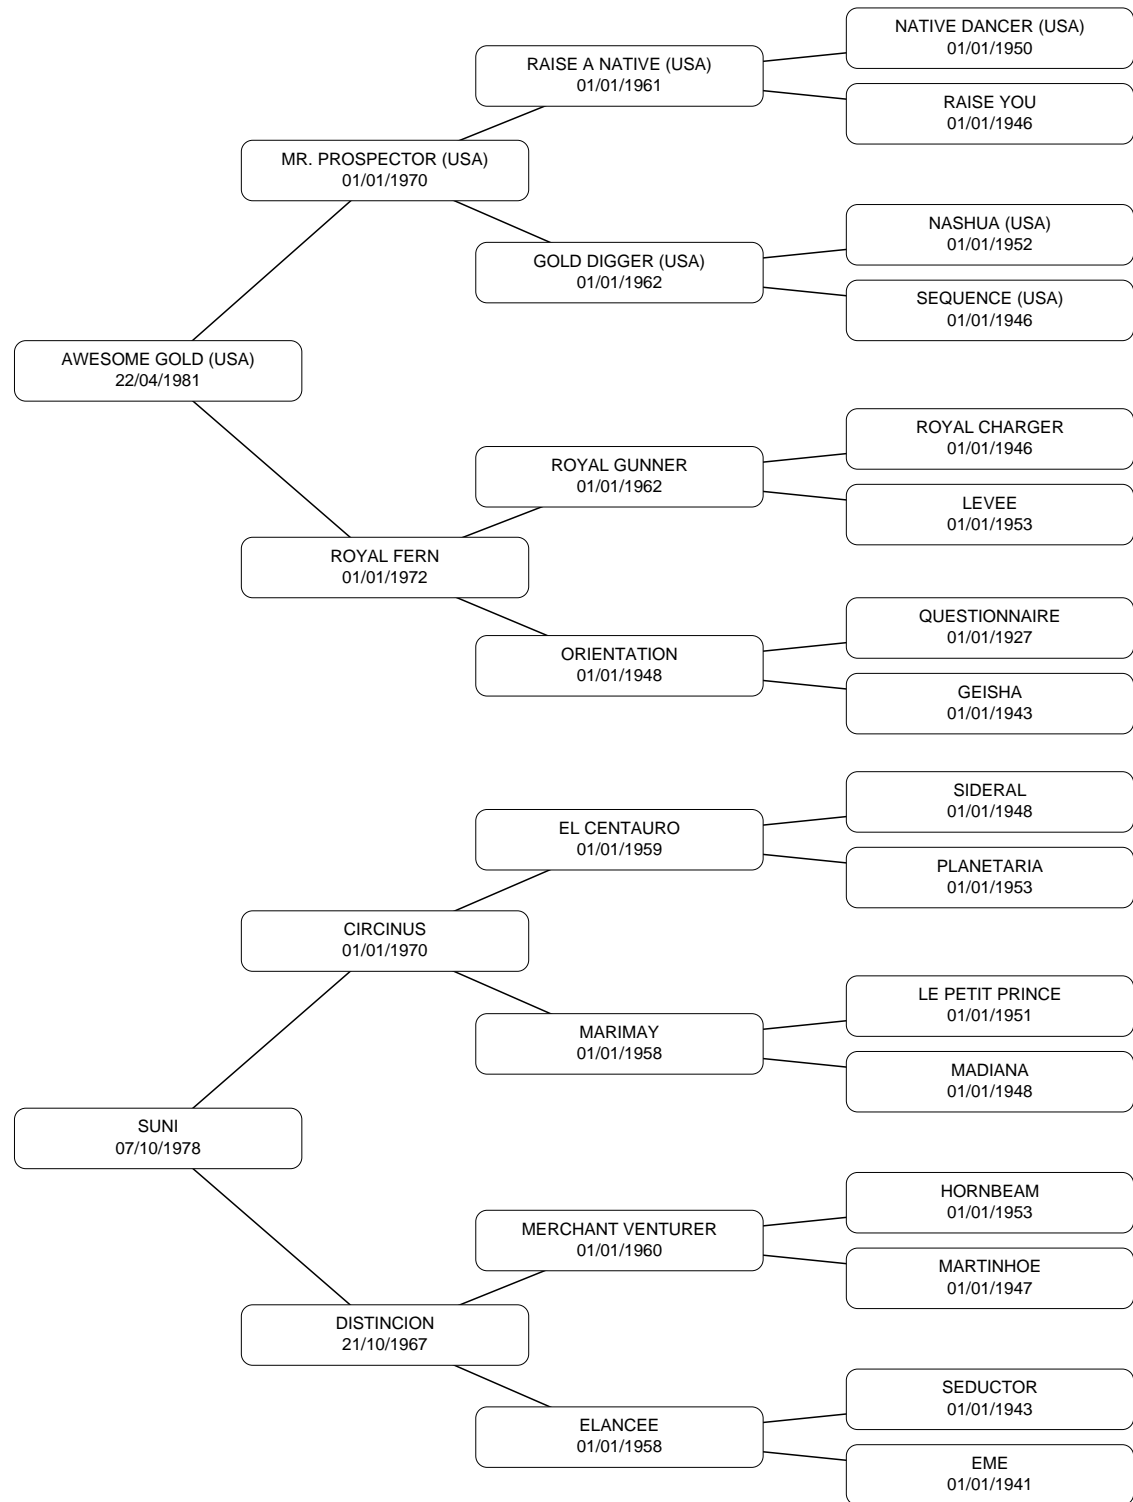 NATIVE DANCER (USA)
01/01/1950
RAISE A NATIVE (USA)
01/01/1961
RAISE YOU
01/01/1946
MR. PROSPECTOR (USA)
01/01/1970
NASHUA (USA)
01/01/1952
GOLD DIGGER (USA)
01/01/1962
SEQUENCE (USA)
01/01/1946
AWESOME GOLD (USA)
22/04/1981
ROYAL CHARGER
01/01/1946
ROYAL GUNNER
01/01/1962
LEVEE
01/01/1953
ROYAL FERN
01/01/1972
QUESTIONNAIRE
01/01/1927
ORIENTATION
01/01/1948
GEISHA
01/01/1943
SIDERAL
01/01/1948
EL CENTAURO
01/01/1959
PLANETARIA
01/01/1953
CIRCINUS
01/01/1970
LE PETIT PRINCE
01/01/1951
MARIMAY
01/01/1958
MADIANA
01/01/1948
SUNI
07/10/1978
HORNBEAM
01/01/1953
MERCHANT VENTURER
01/01/1960
MARTINHOE
01/01/1947
DISTINCION
21/10/1967
SEDUCTOR
01/01/1943
ELANCEE
01/01/1958
EME
01/01/1941